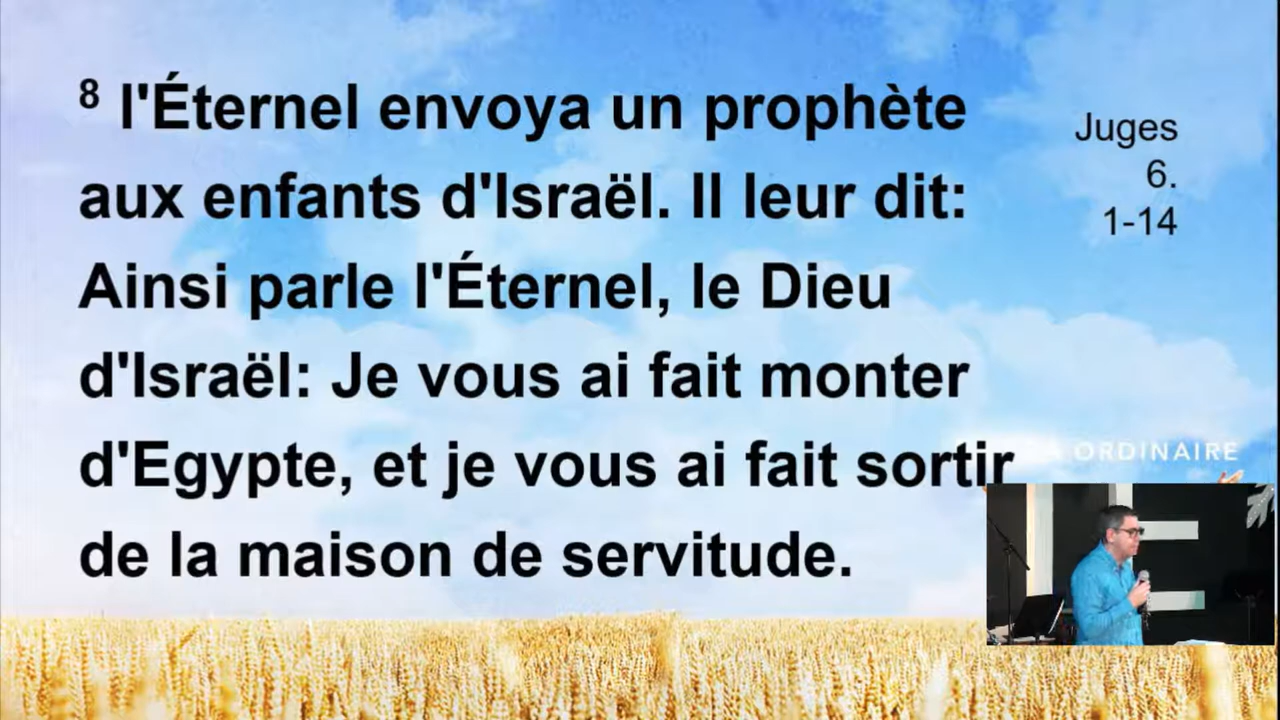 8 l'Éternel envoya un prophète
aux enfants d'Israël. Il leur dit:
Ainsi parle l'Éternel, le Dieu
d'Israël: Je vous ai fait monter
d'Egypte, et je vous ai fait sortir
de la maison de servitude.
Juges
6.
1-14
ORDINAIRE